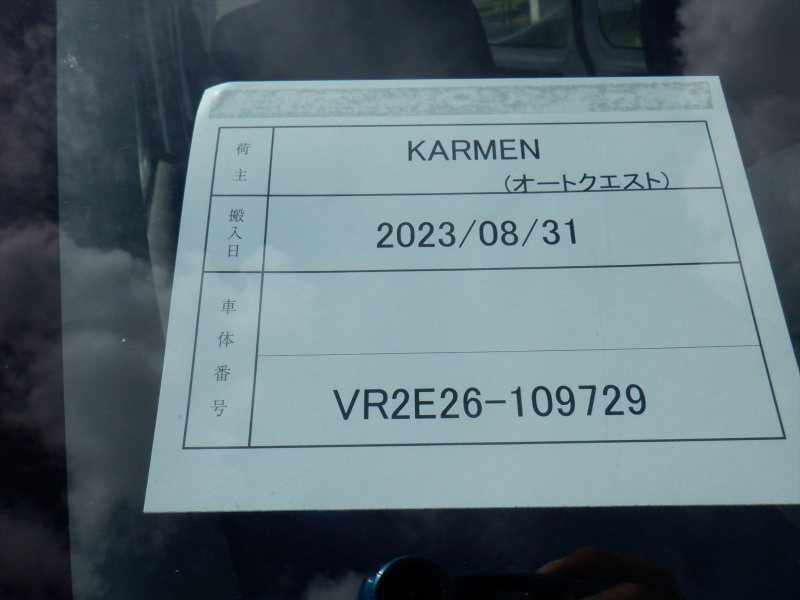 荷主 KARMEN
(オートクエスト)
搬入日 2023/08/31
車体番号 VR2E26-109729